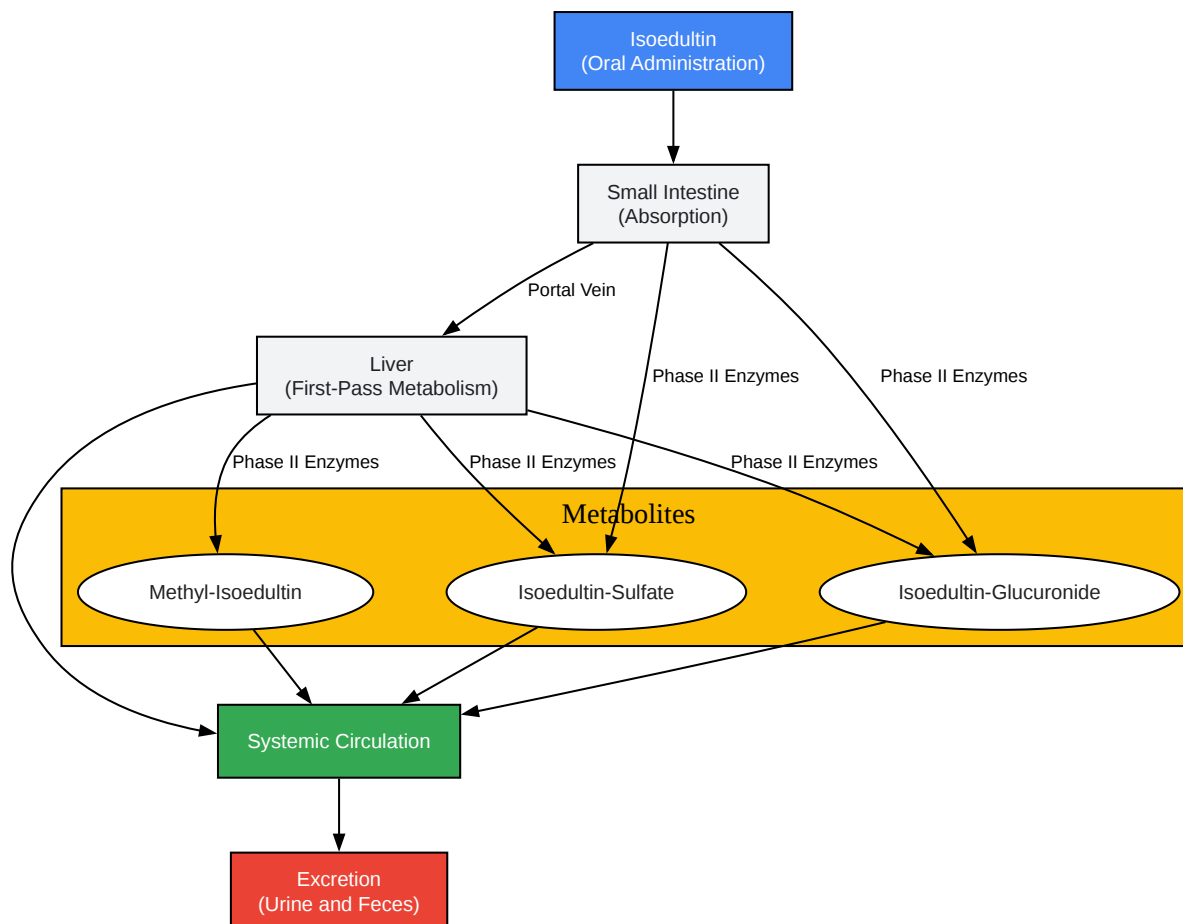 Isoedultin
(Oral Administration)
Small Intestine
(Absorption)
Portal Vein
Liver
(First-Pass Metabolism)
Phase II Enzymes
Phase II Enzymes
Phase II Enzymes
Phase II Enzymes
Phase II Enzymes
Metabolites
Methyl-Isoedultin
Isoedultin-Sulfate
Isoedultin-Glucuronide
Systemic Circulation
Excretion
(Urine and Feces)